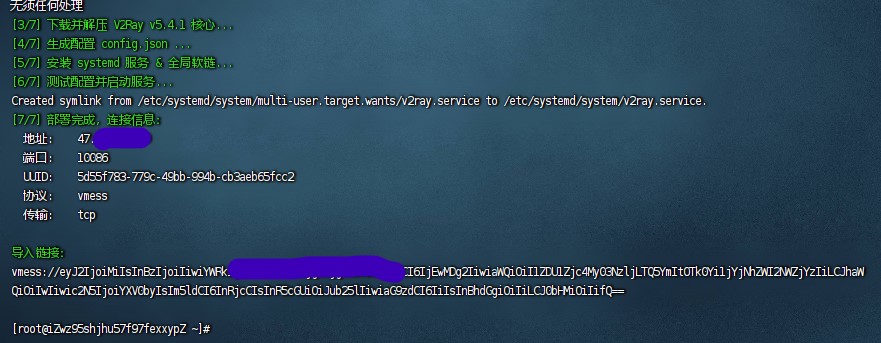 无须任何处理
[3/7] 下载并解压 V2Ray v5.4.1 核心...
[4/7] 生成配置 config.json ...
[5/7] 安装 systemd 服务 & 全局软链...
[6/7] 测试配置并启动服务...
Created symlink from /etc/systemd/system/multi-user.target.wants/v2ray.service to /etc/systemd/system/v2ray.service.
[7/7] 部署完成，连接信息:
地址: 47.
端口: 10086
UUID: 5d55f783-779c-49bb-994b-cb3aeb65fcc2
协议: vmess
传输: tcp
导入链接:
vmess://eyJ2IjoiMiIsInBzIjoiIiwiYWRk CI6IjEwMDg2IiwiaWQiOiI1ZDU1Zjc4My03NzljLTQ5YmItOTk0Yi1jYjNhZWI2NWZjYzIiLCJhaW
QiOiIwIiwic2N5IjoiYXV0byIsIm5ldCI6InRjcCIsInR5cGUiOiJub25lIiwiaG9zdCI6IiIsInBhdGgiOiIiLCJ0bHMiOiIifQ==
[root@iZwz95shjhu57f97fexxypZ ~]#